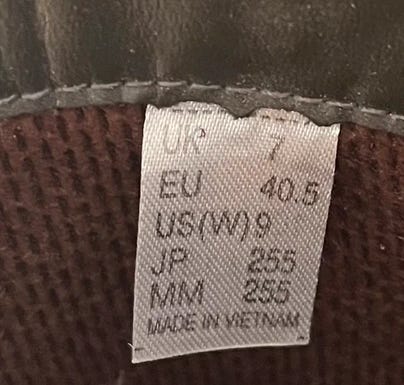 UK 7
EU 40.5
US(W) 9
JP 255
MM 255
MADE IN VIETNAM